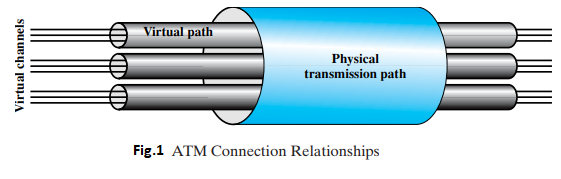 Virtual channels
Virtual path
Physical
transmission path
Fig.1 ATM Connection Relationships